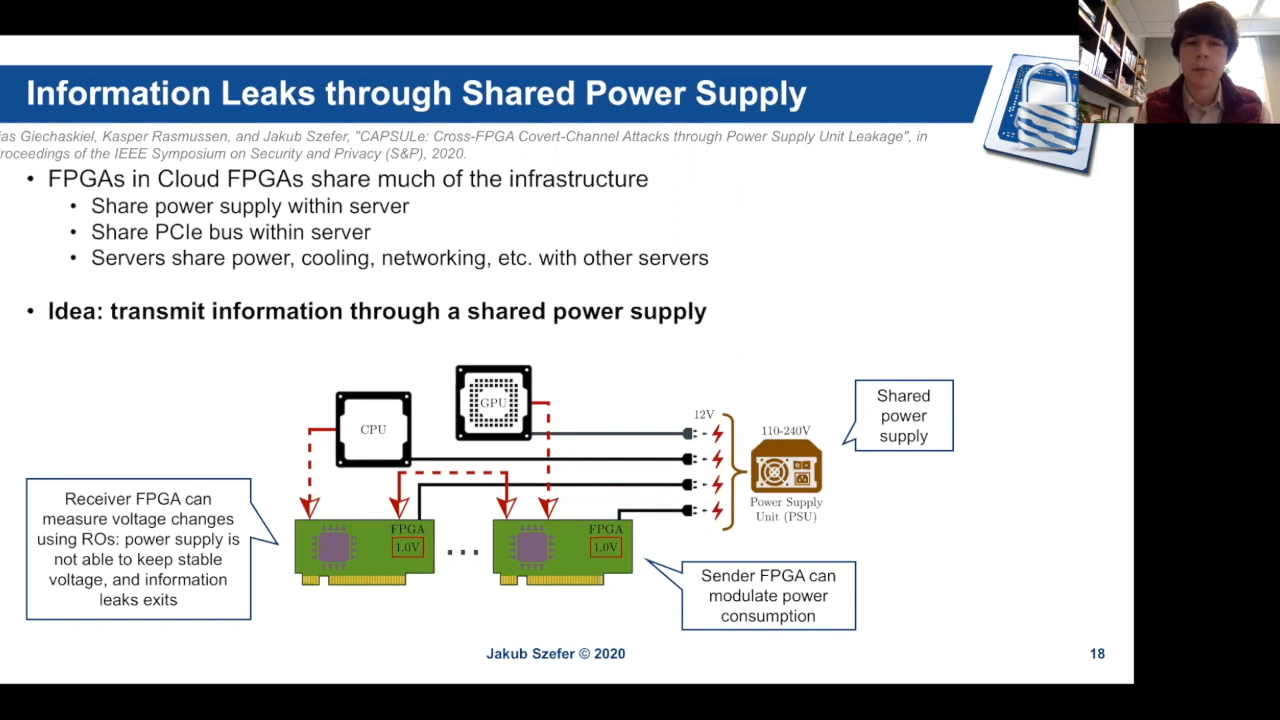 Information Leaks through Shared Power Supply
Giechaskiel, Kasper Rasmussen, and Jakub Szefer, "CAPSULe: Cross-FPGA Covert-Channel Attacks through Power Supply Unit Leakage", in
of the IEEE Symposium on Security and Privacy (S&P), 2020.
• FPGAs in Cloud FPGAs share much of the infrastructure
• Share power supply within server
• Share PCIe bus within server
• Servers share power, cooling, networking, etc. with other servers
• Idea: transmit information through a shared power supply
CPU
GPU
12V
110-240V
Power Supply
Unit (PSU)
Shared
power
supply
Receiver FPGA can
measure voltage changes
using ROs: power supply is
not able to keep stable
voltage, and information
leaks exits
FPGA
1.0V
...
FPGA
1.0V
Sender FPGA can
modulate power
consumption
Jakub Szefer © 2020
18